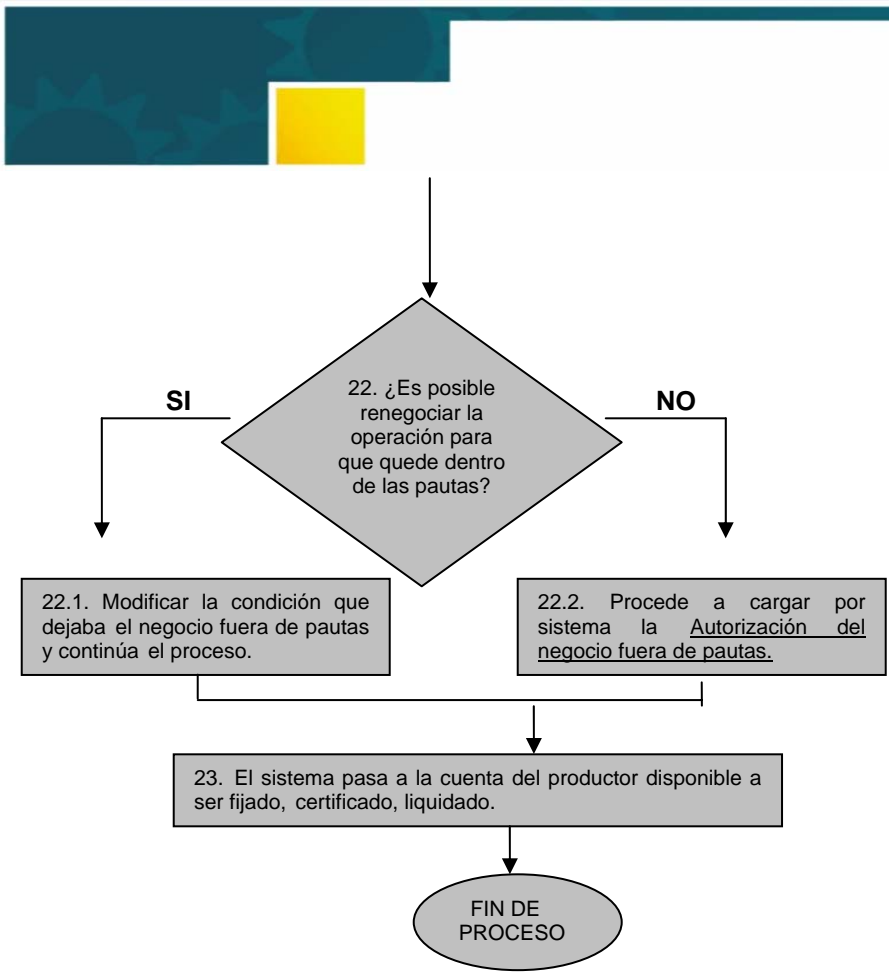 22. ¿Es posible
renegociar la
operación para
que quede dentro
de las pautas?
SI
NO
22.1. Modificar la condición que
dejaba el negocio fuera de pautas
y continúa el proceso.
22.2. Procede a cargar por
sistema la Autorización del
negocio fuera de pautas.
23. El sistema pasa a la cuenta del productor disponible a
ser fijado, certificado, liquidado.
FIN DE
PROCESO